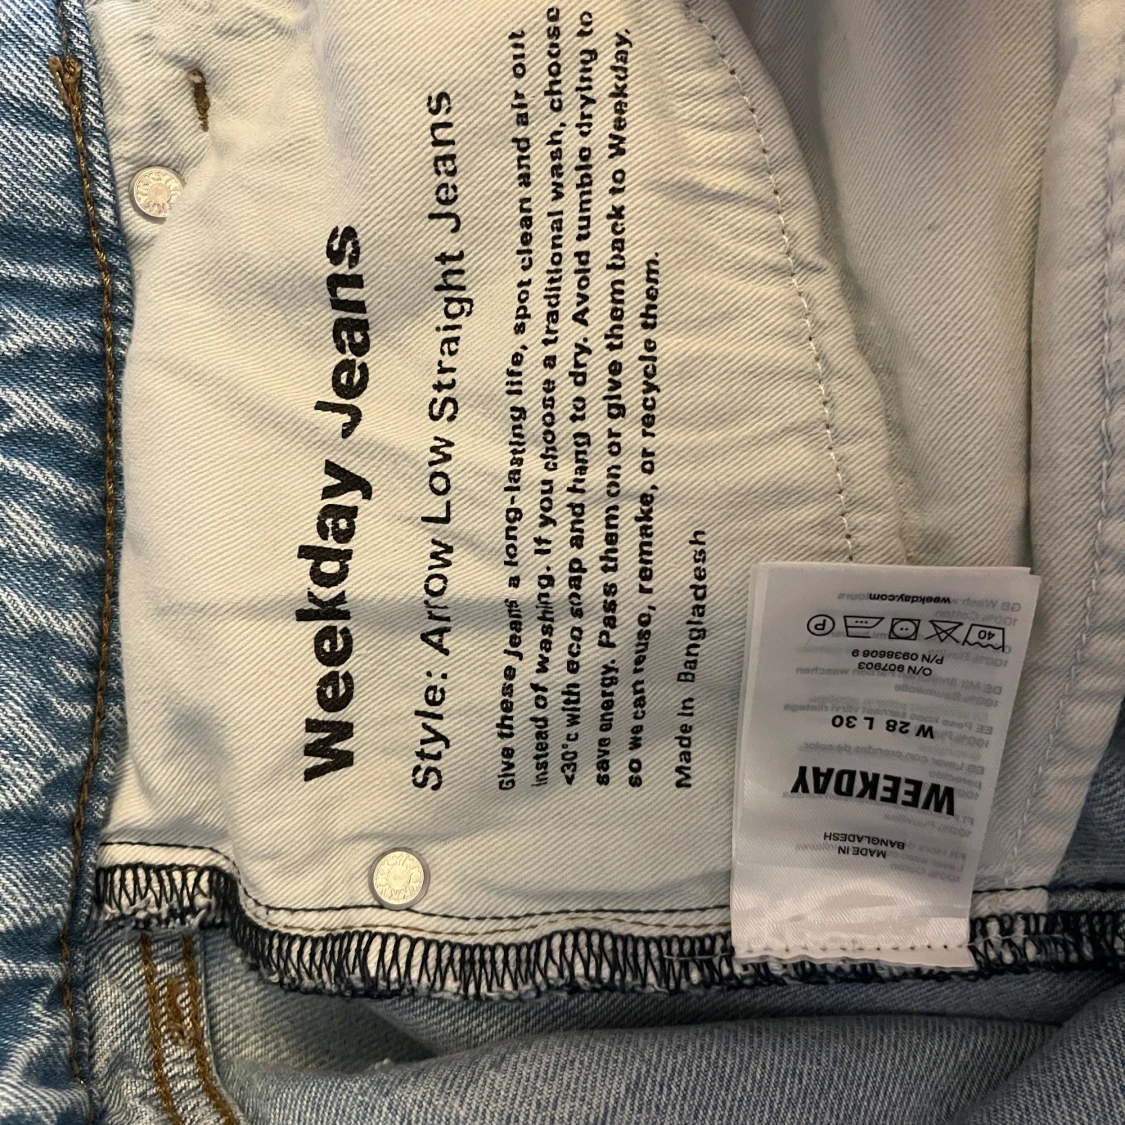 Weekday Jeans
Style: Arrow Low Straight Jeans
Give these Jeans a long-lasting life, spot clean and air out
instead of washing. If you choose a traditional wash, choose
<30°c with eco soap and hang to dry. Avoid tumble drying to
save energy. Pass them on or give them back to Weekday,
so we can reuso, remake, or recycle them.
Made In Bangladesh
MADE IN
BANGLADESH
WEEKDAY
W 28 L 30
O/N 907903
P/N 0938608 9
40
P
weekday.com